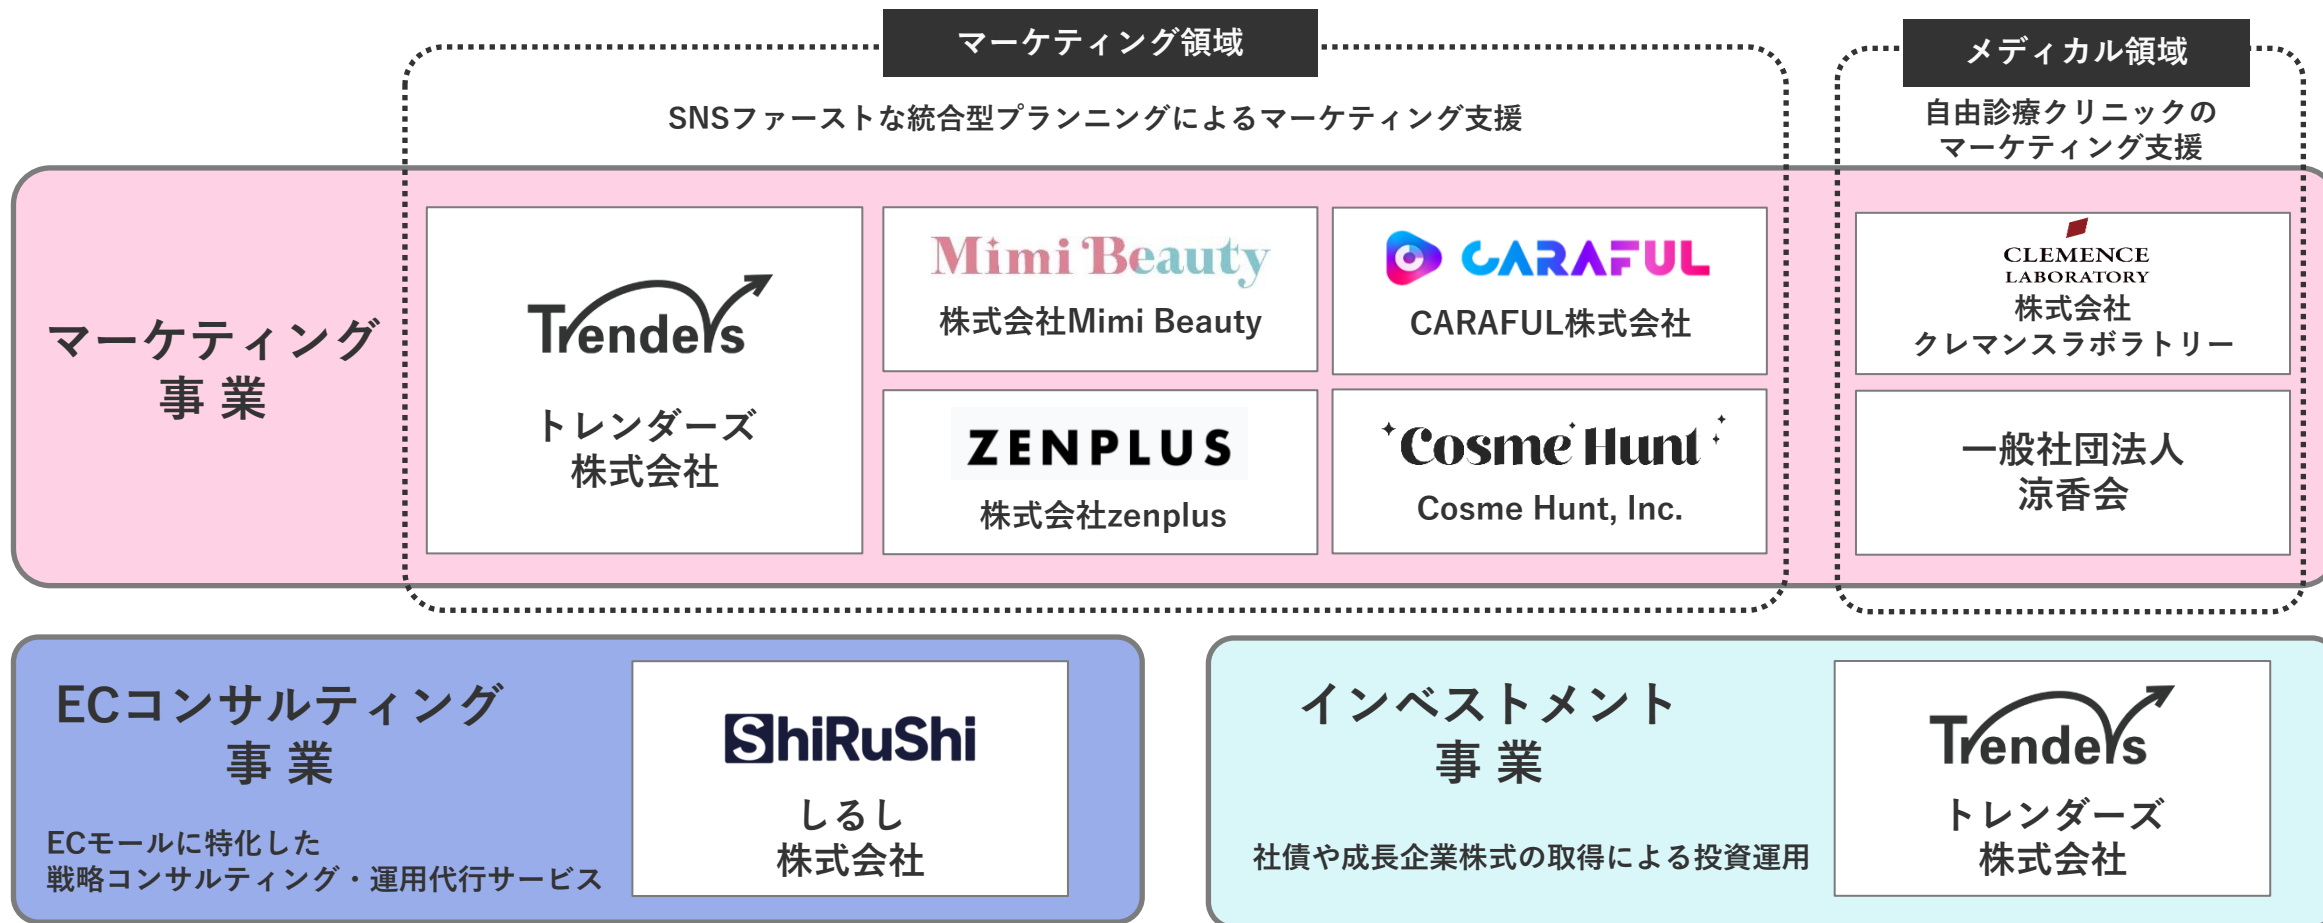 マーケティング領域
SNSファーストな統合型プランニングによるマーケティング支援
メディカル領域
自由診療クリニックの
マーケティング支援
マーケティング
事業
Trenders
トレンダーズ
株式会社
Mimi Beauty
株式会社Mimi Beauty
CARAFUL
CARAFUL株式会社
ZENPLUS
株式会社zenplus
Cosme Hunt
Cosme Hunt, Inc.
CLEMENCE
LABORATORY
株式会社
クレマンスラボラトリー
一般社団法人
涼香会
ECコンサルティング
事業
ECモールに特化した
戦略コンサルティング・運用代行サービス
ShiRuShi
しるし
株式会社
インベストメント
事業
社債や成長企業株式の取得による投資運用
Trenders
トレンダーズ
株式会社